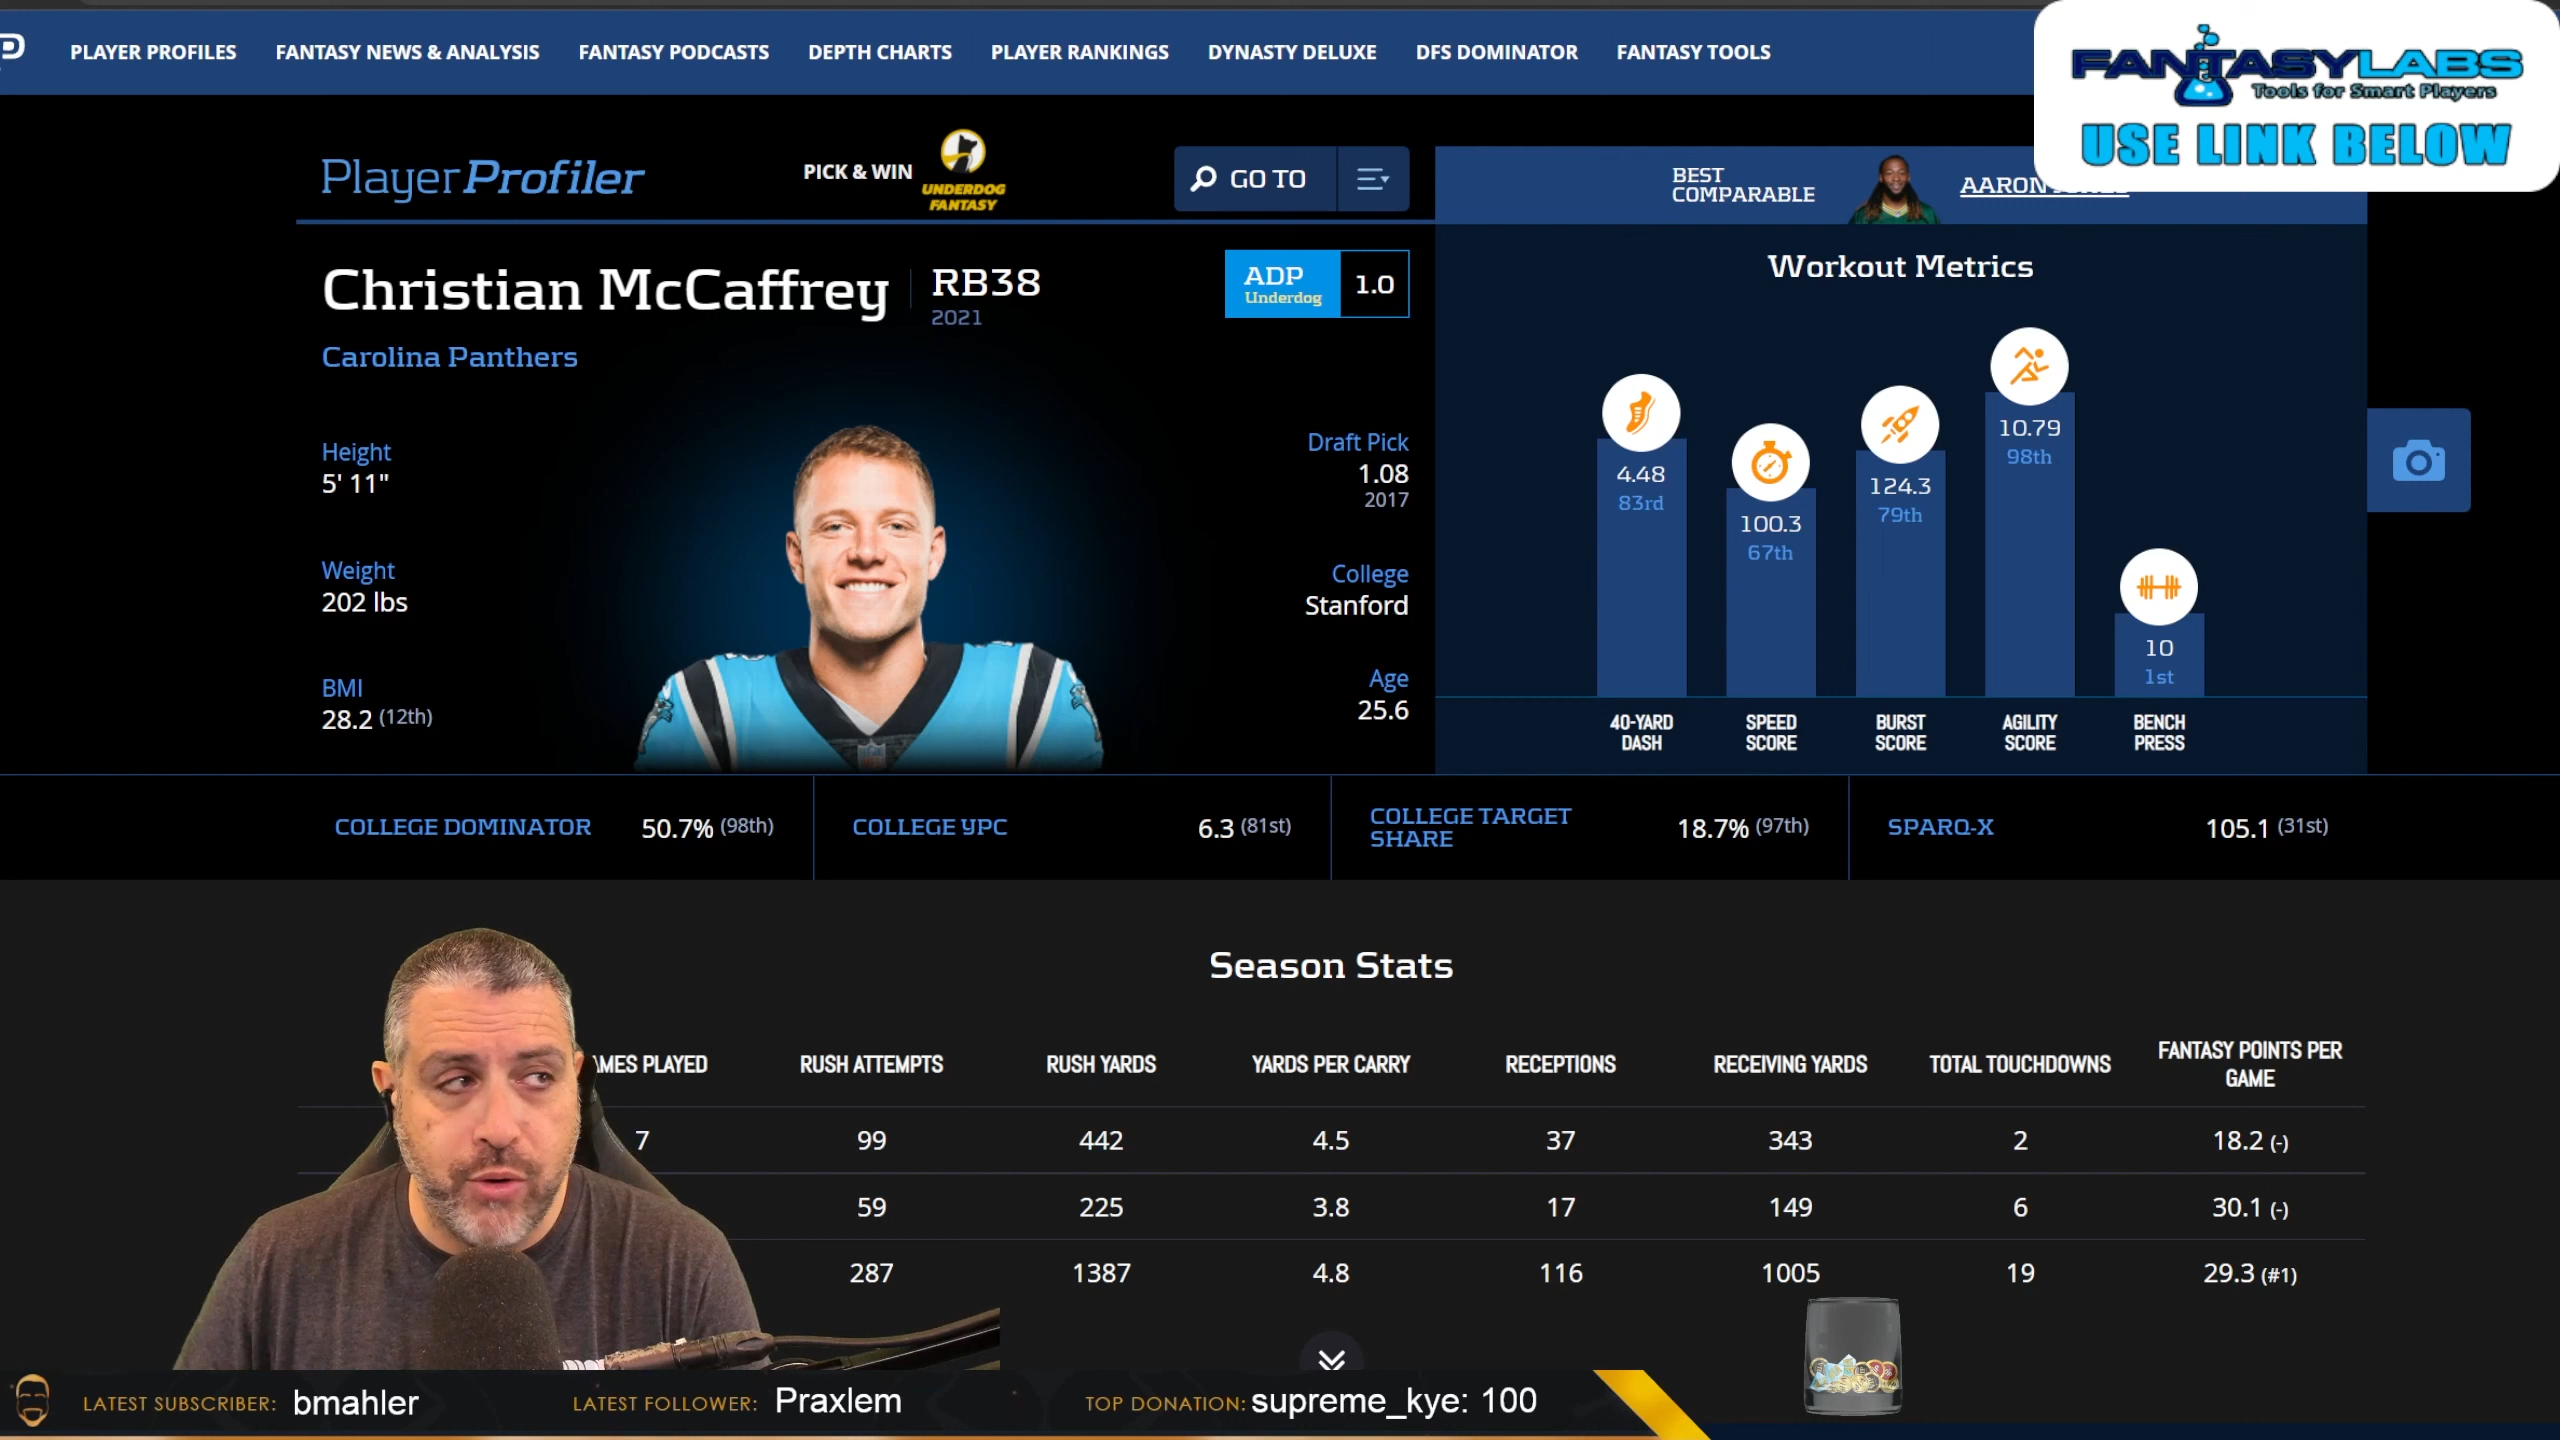 PLAYER PROFILES FANTASY NEWS & ANALYSIS FANTASY PODCASTS DEPTH CHARTS PLAYER RANKINGS DYNASTY DELUXE DFS DOMINATOR FANTASY TOOLS
FANTASYLABS
Tools for Smart Players
USE LINK BELOW
PlayerProfiler
PICK & WIN
UNDERDOG
FANTASY
GO TO
BEST
COMPARABLE
AARON
Christian McCaffrey
RB38
2021
ADP
Underdog
1.0
Carolina Panthers
Height
5' 11"
Weight
202 lbs
BMI
28.2 (12th)
Draft Pick
1.08
2017
College
Stanford
Age
25.6
Workout Metrics
4.48
83rd
100.3
67th
124.3
79th
10.79
98th
10
1st
40-YARD
DASH
SPEED
SCORE
BURST
SCORE
AGILITY
SCORE
BENCH
PRESS
COLLEGE DOMINATOR 50.7% (98th)
COLLEGE YPC 6.3 (81st)
COLLEGE TARGET
SHARE
18.7% (97th)
SPARQ-X 105.1 (31st)
Season Stats
AMES PLAYED RUSH ATTEMPTS RUSH YARDS YARDS PER CARRY RECEPTIONS RECEIVING YARDS TOTAL TOUCHDOWNS FANTASY POINTS PER
GAME
7 99 442 4.5 37 343 2 18.2 (-)
59 225 3.8 17 149 6 30.1 (-)
287 1387 4.8 116 1005 19 29.3 (#1)
LATEST SUBSCRIBER: bmahler LATEST FOLLOWER: Praxlem TOP DONATION: supreme_kye: 100